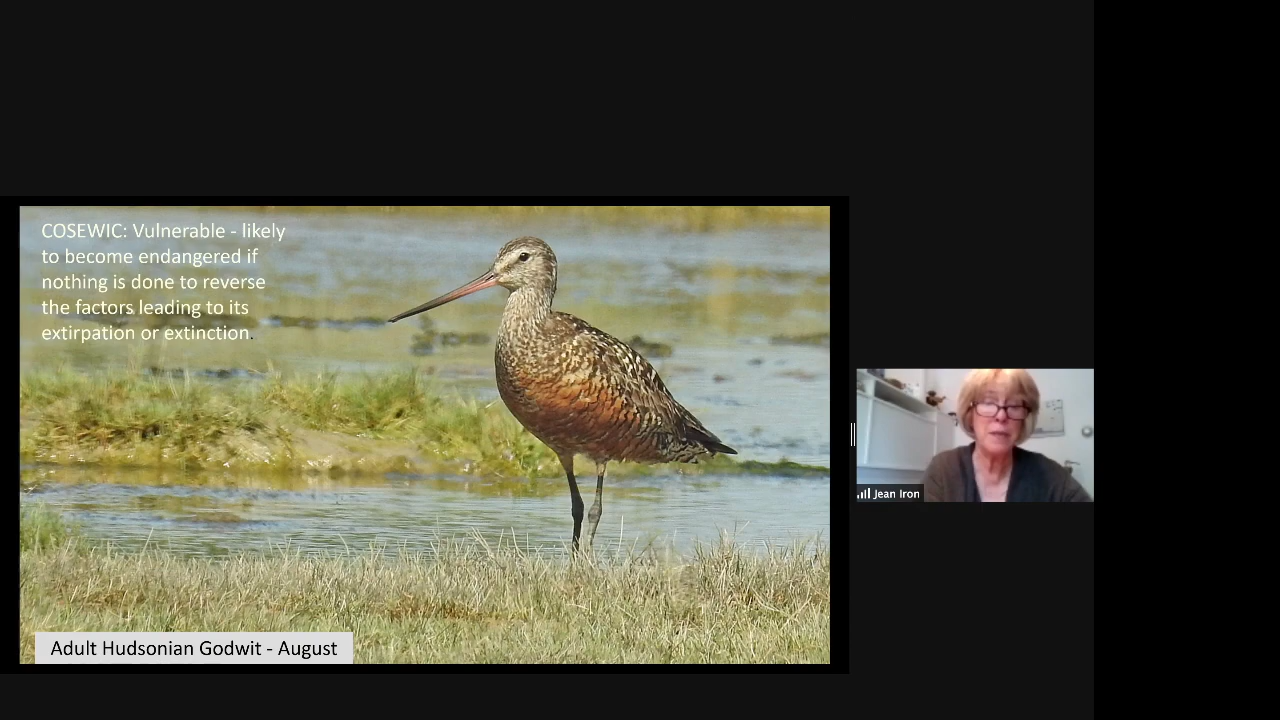 COSEWIC: Vulnerable - likely
to become endangered if
nothing is done to reverse
the factors leading to its
extirpation or extinction.
Adult Hudsonian Godwit - August
Jean Iron